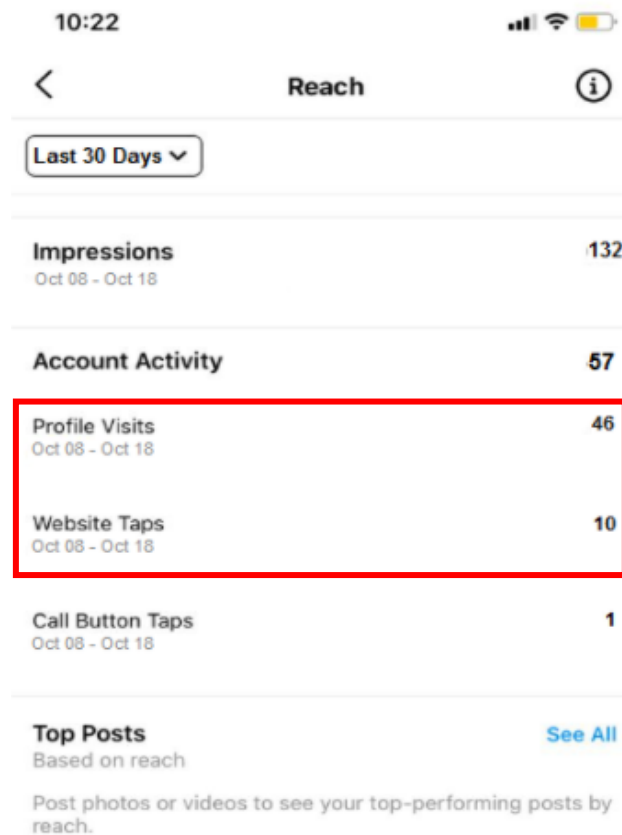 10:22
Reach
Last 30 Days
Impressions 132
Oct 08 - Oct 18
Account Activity 57
Profile Visits 46
Oct 08 - Oct 18
Website Taps 10
Oct 08 - Oct 18
Call Button Taps 1
Oct 08 - Oct 18
Top Posts See All
Based on reach
Post photos or videos to see your top-performing posts by
reach.